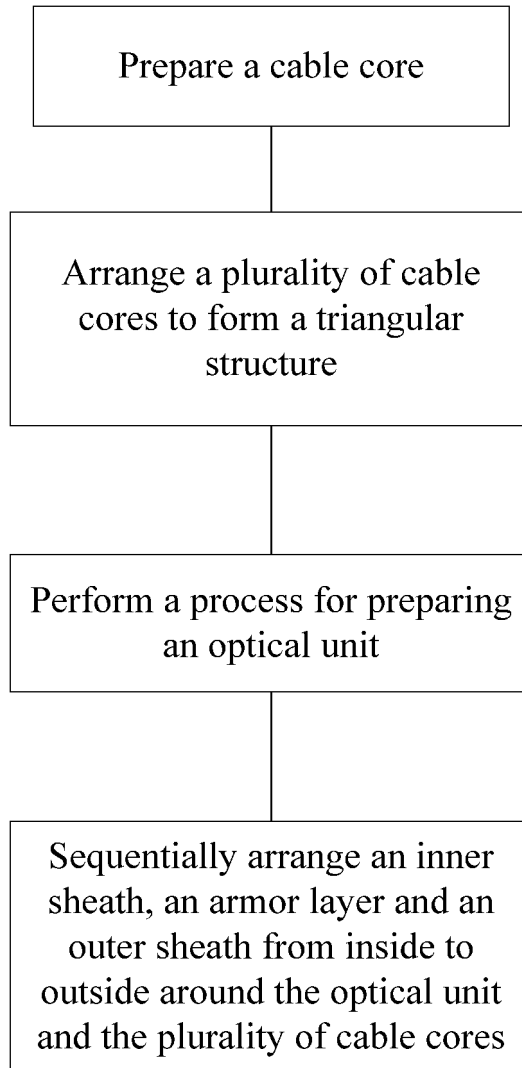 Prepare a cable core
Arrange a plurality of cable
cores to form a triangular
structure
Perform a process for preparing
an optical unit
Sequentially arrange an inner
sheath, an armor layer and an
outer sheath from inside to
outside around the optical unit
and the plurality of cable cores